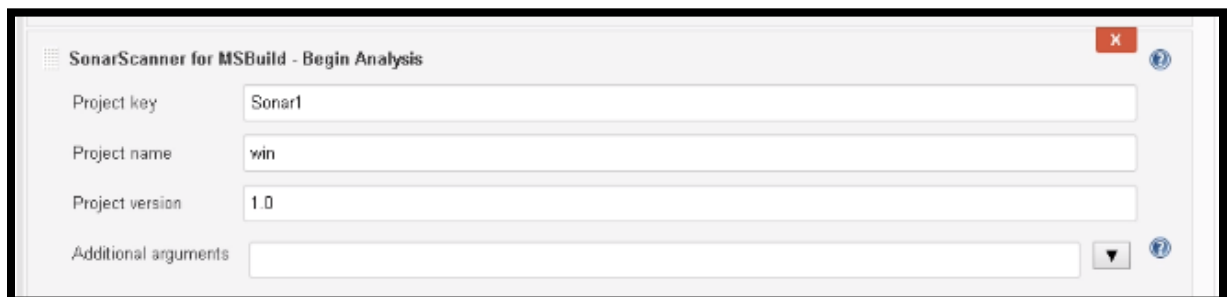 X
SonarScanner for MSBuild - Begin Analysis
Project key Sonar1
Project name win
Project version 1.0
Additional arguments